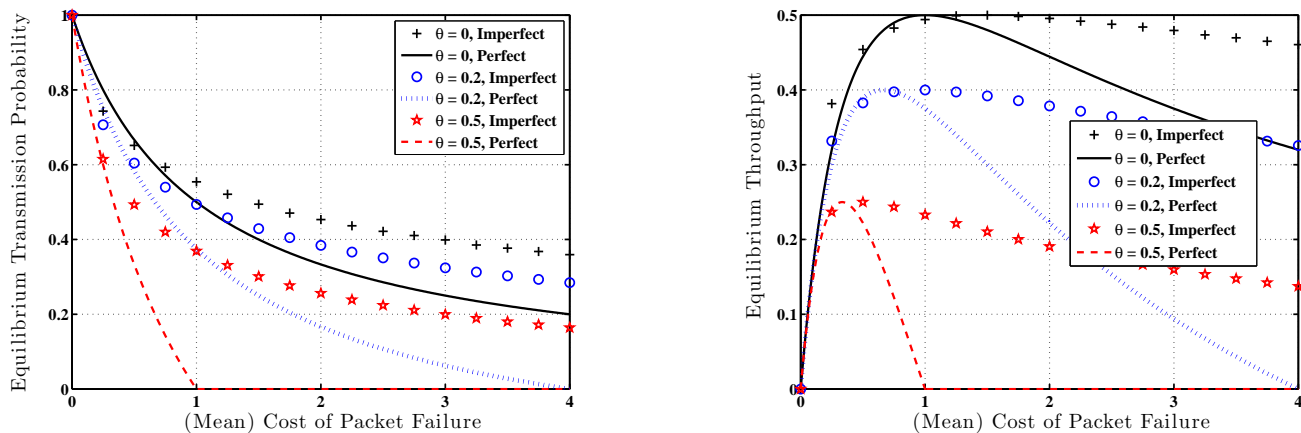 Equilibrium Transmission Probability
1
0.8
0.6
0.4
0.2
0
0
1
2
3
4
(Mean) Cost of Packet Failure
θ = 0, Imperfect
θ = 0, Perfect
θ = 0.2, Imperfect
θ = 0.2, Perfect
θ = 0.5, Imperfect
θ = 0.5, Perfect
Equilibrium Throughput
0.5
0.4
0.3
0.2
0.1
0
0
1
2
3
4
(Mean) Cost of Packet Failure
θ = 0, Imperfect
θ = 0, Perfect
θ = 0.2, Imperfect
θ = 0.2, Perfect
θ = 0.5, Imperfect
θ = 0.5, Perfect